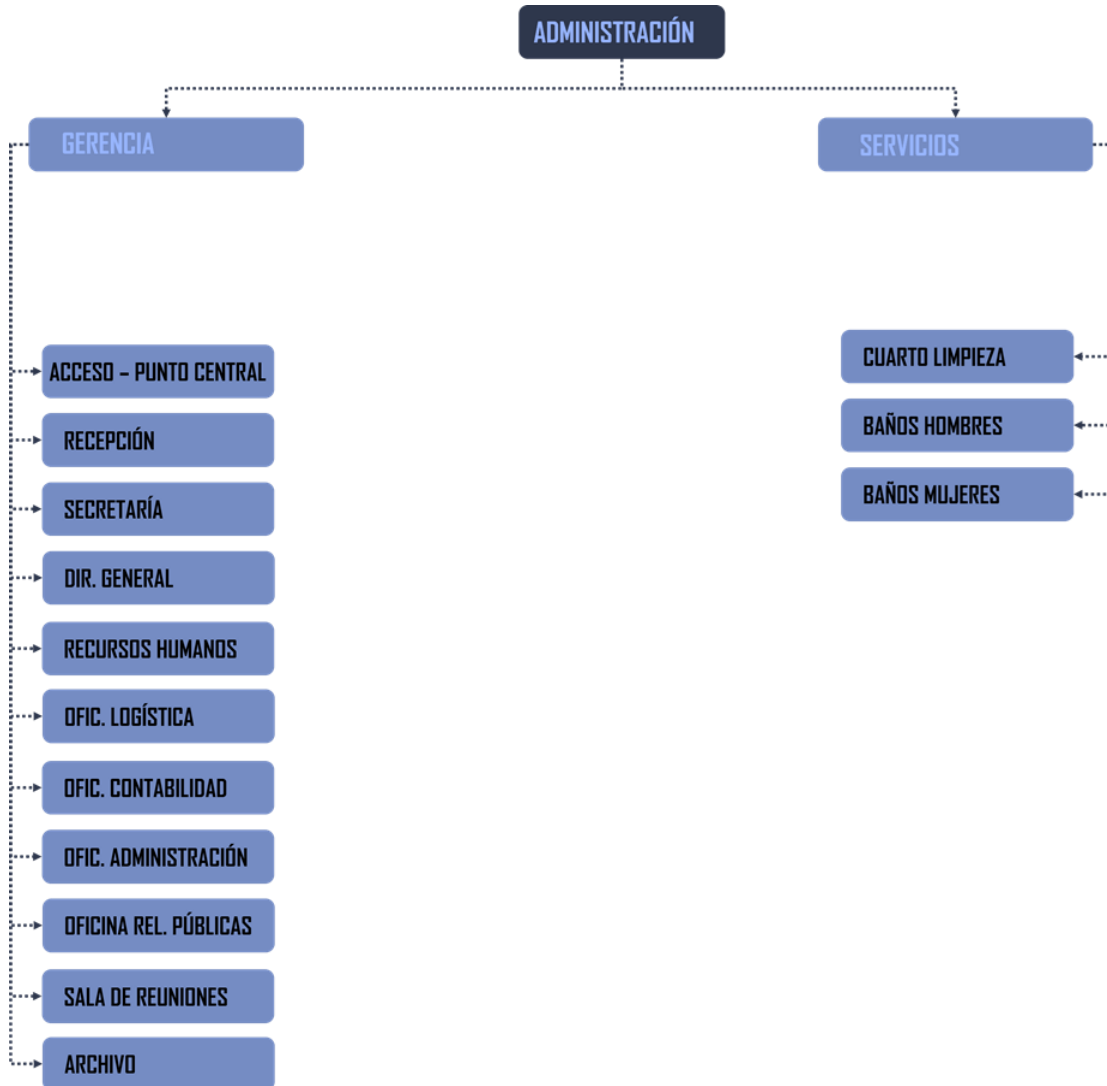 ADMINISTRACIÓN
GERENCIA
SERVICIOS
ACCESO – PUNTO CENTRAL
RECEPCIÓN
SECRETARÍA
DIR. GENERAL
RECURSOS HUMANOS
OFIC. LOGÍSTICA
OFIC. CONTABILIDAD
OFIC. ADMINISTRACIÓN
OFICINA REL. PÚBLICAS
SALA DE REUNIONES
ARCHIVO
CUARTO LIMPIEZA
BAÑOS HOMBRES
BAÑOS MUJERES